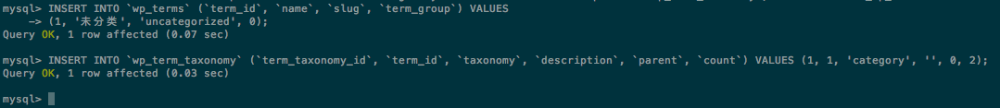 mysql> INSERT INTO `wp_terms` (`term_id`, `name`, `slug`, `term_group`) VALUES
    -> (1, '未分类', 'uncategorized', 0);
Query OK, 1 row affected (0.07 sec)

mysql> INSERT INTO `wp_term_taxonomy` (`term_taxonomy_id`, `term_id`, `taxonomy`, `description`, `parent`, `count`) VALUES (1, 1, 'category', '', 0, 2);
Query OK, 1 row affected (0.03 sec)

mysql>